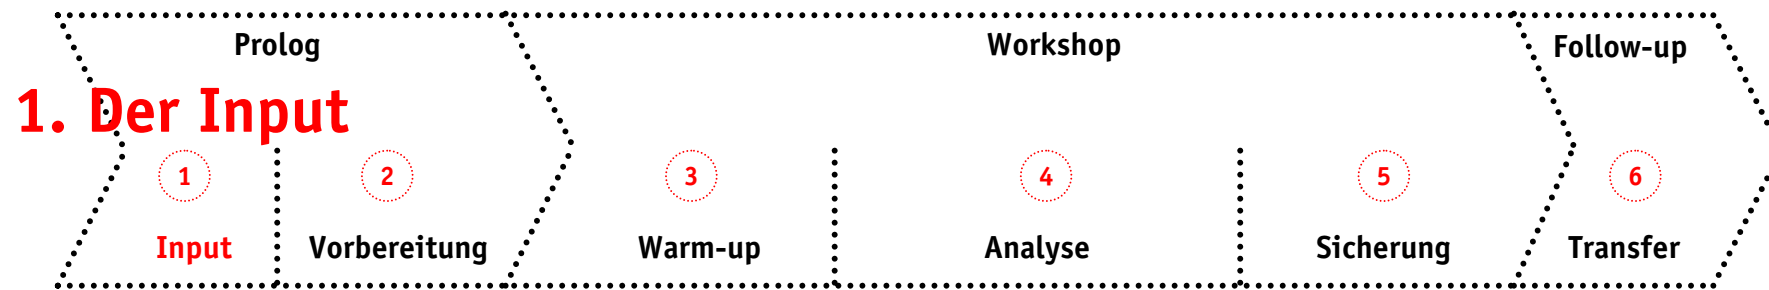 Prolog
Workshop
Follow-up
1. Der Input
1
2
3
4
5
6
Input
Vorbereitung
Warm-up
Analyse
Sicherung
Transfer